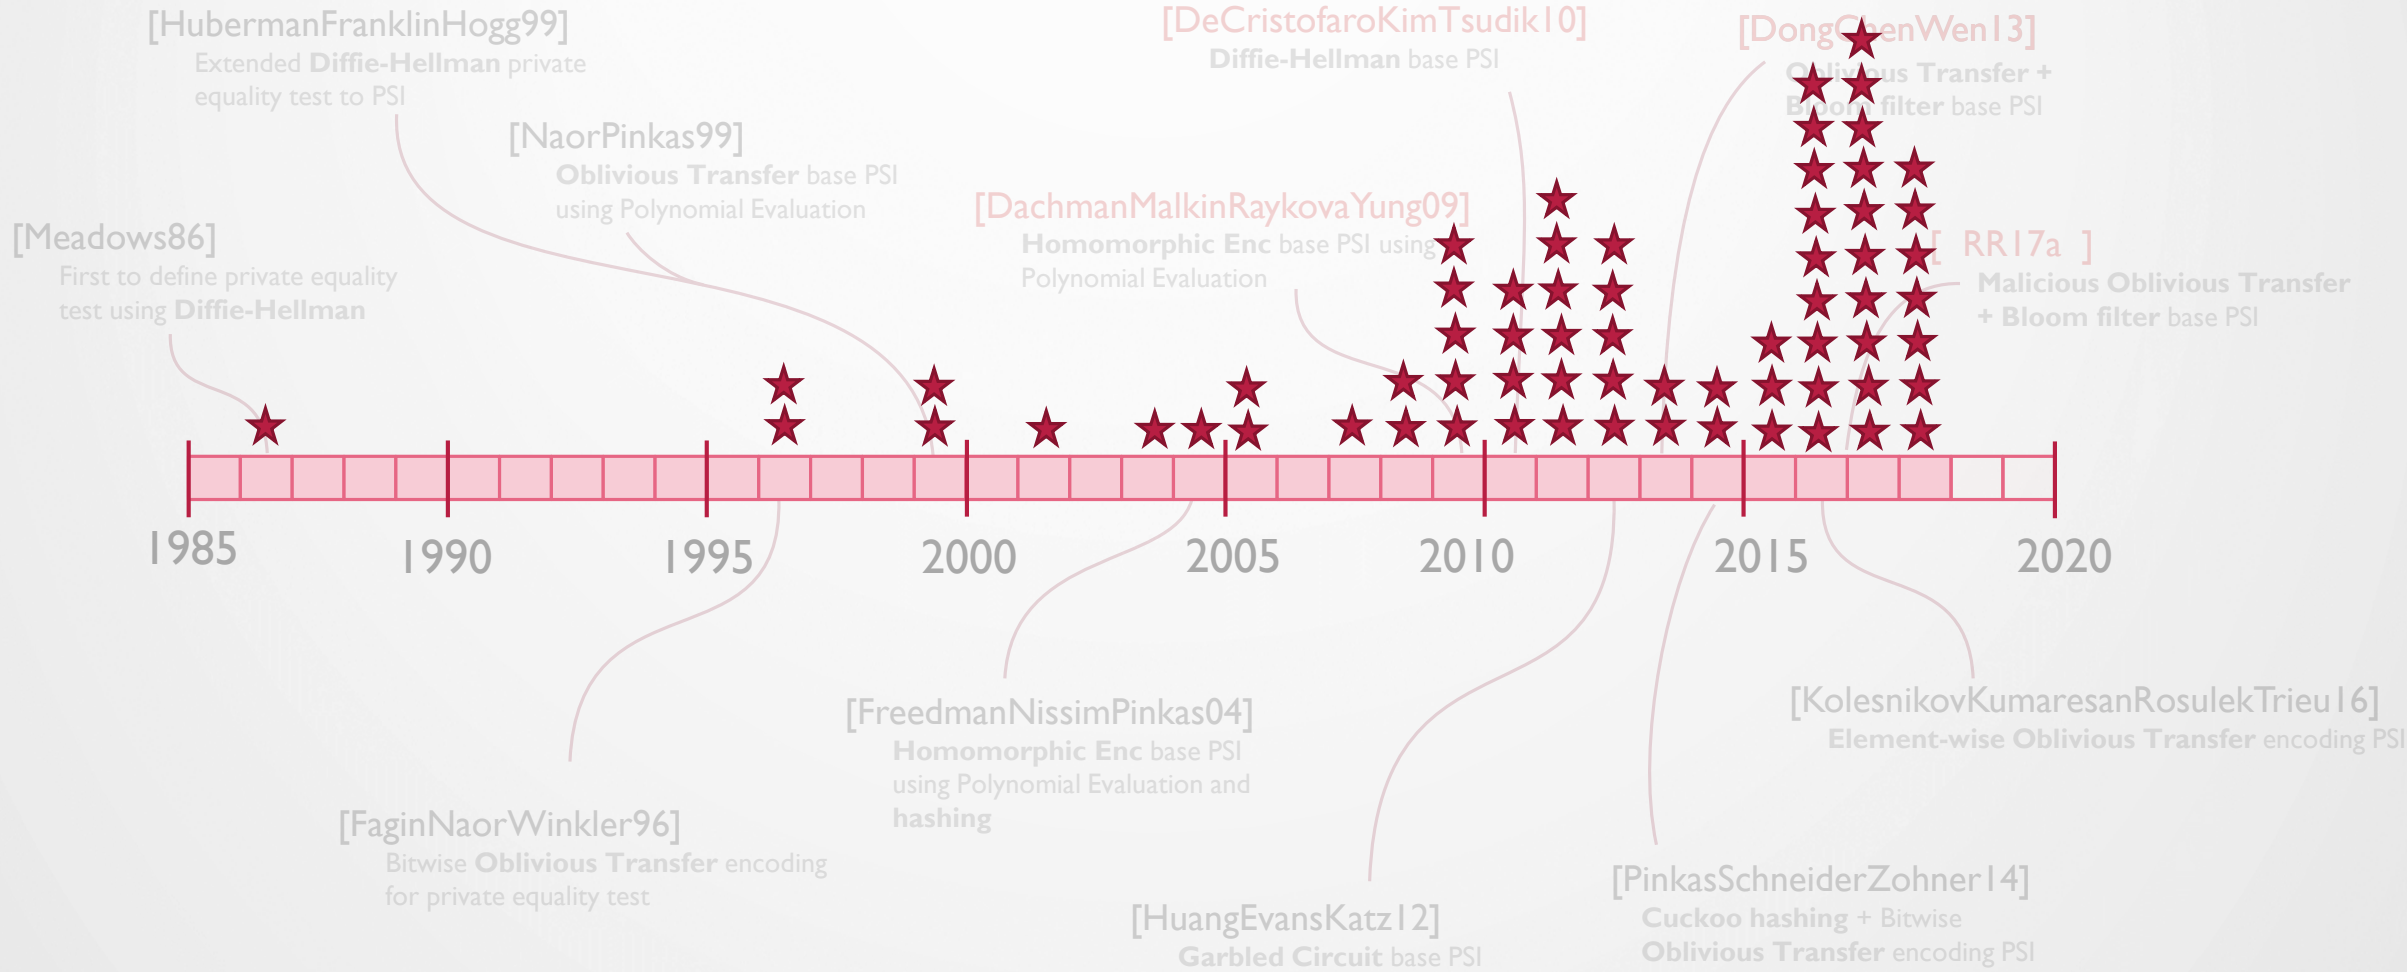 [HubermanFranklinHogg99]
Extended Diffie-Hellman private
equality test to PSI
[NaorPinkas99]
Oblivious Transfer base PSI
using Polynomial Evaluation
[Meadows86]
First to define private equality
test using Diffie-Hellman
[DeCristofaroKimTsudik10]
Diffie-Hellman base PSI
[DachmanMalkinRaykovaYung09]
Homomorphic Enc base PSI using
Polynomial Evaluation
[DongChenWen13]
Oblivious Transfer +
Bloom filter base PSI
[ RR17a ]
Malicious Oblivious Transfer
+ Bloom filter base PSI
1985 1990 1995 2000 2005 2010 2015 2020
[FaginNaorWinkler96]
Bitwise Oblivious Transfer encoding
for private equality test
[FreedmanNissimPinkas04]
Homomorphic Enc base PSI
using Polynomial Evaluation and
hashing
[HuangEvansKatz12]
Garbled Circuit base PSI
[PinkasSchneiderZohner14]
Cuckoo hashing + Bitwise
Oblivious Transfer encoding PSI
[KolesnikovKumaresanRosulekTrieu16]
Element-wise Oblivious Transfer encoding PSI